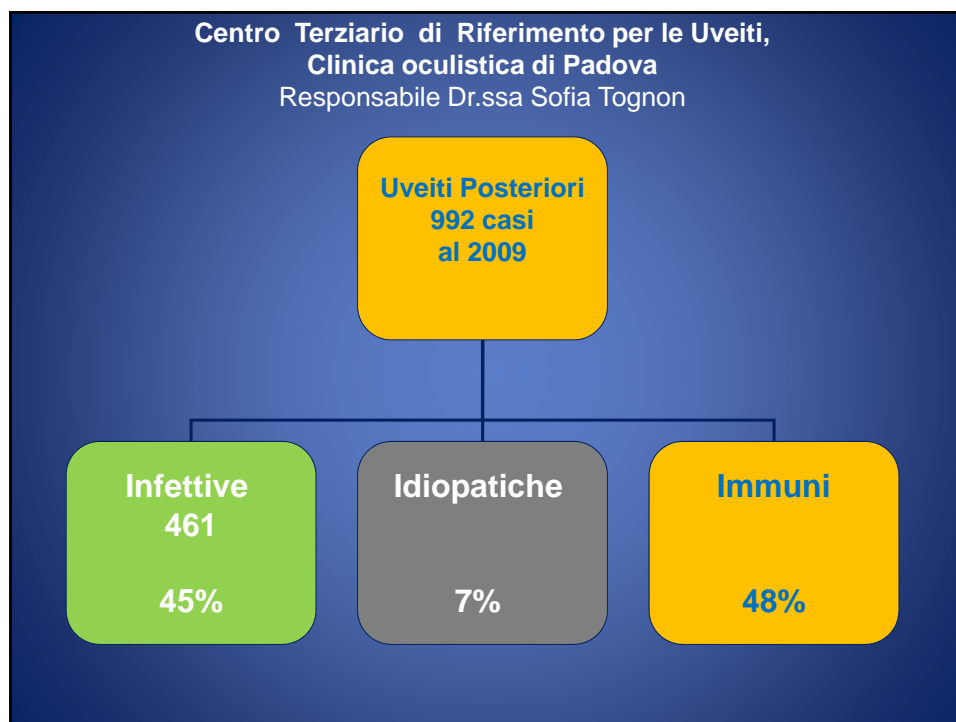 Centro Terziario di Riferimento per le Uveiti,
Clinica oculistica di Padova
Responsabile Dr.ssa Sofia Tognon
Uveiti Posteriori
992 casi
al 2009
Infettive
461
45%
Idiopatiche
7%
Immuni
48%